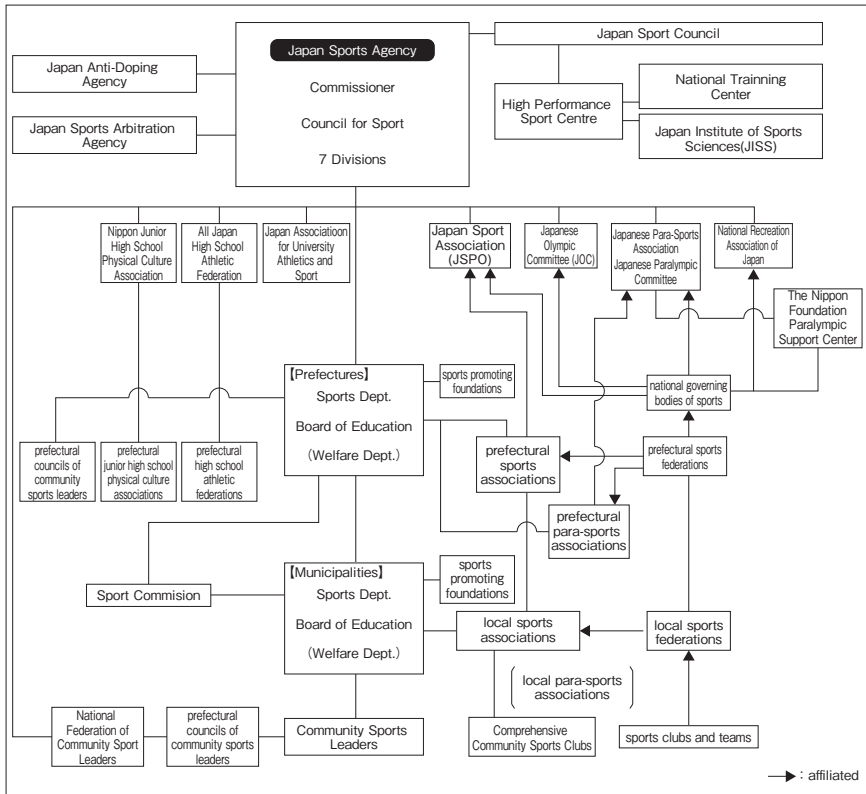 Japan Sports Agency
Commissioner
Council for Sport
7 Divisions
Japan Anti-Doping
Agency
Japan Sports Arbitration
Agency
Japan Sport Council
High Performance
Sport Centre
National Trainning
Center
Japan Institute of Sports
Sciences(JISS)
Nippon Junior
High School
Physical Culture
Association
All Japan
High School
Athletic
Federation
Japan Associatioon
for University
Athletics and
Sport
Japan Sport
Association
(JSPO)
Japanese
Olympic
Committee (JOC)
Japanese Para-Sports
Association
Japanese Paralympic
Committee
National Recreation
Association of
Japan
The Nippon
Foundation
Paralympic
Support Center
【Prefectures】
Sports Dept.
Board of Education
(Welfare Dept.)
sports promoting
foundations
national governing
bodies of sports
prefectural
councils of
community
sports leaders
prefectural
junior high school
physical culture
associations
prefectural
high school
athletic
federations
prefectural
sports
associations
prefectural sports
federations
prefectural
para-sports
associations
Sport Commision
【Municipalities】
Sports Dept.
Board of Education
(Welfare Dept.)
sports
promoting
foundations
local sports
associations
local sports
federations
(local para-sports
associations)
National
Federation of
Community Sport
Leaders
prefectural
councils of
community sports
leaders
Community Sports
Leaders
Comprehensive
Community Sports Clubs
sports clubs and teams
: affiliated